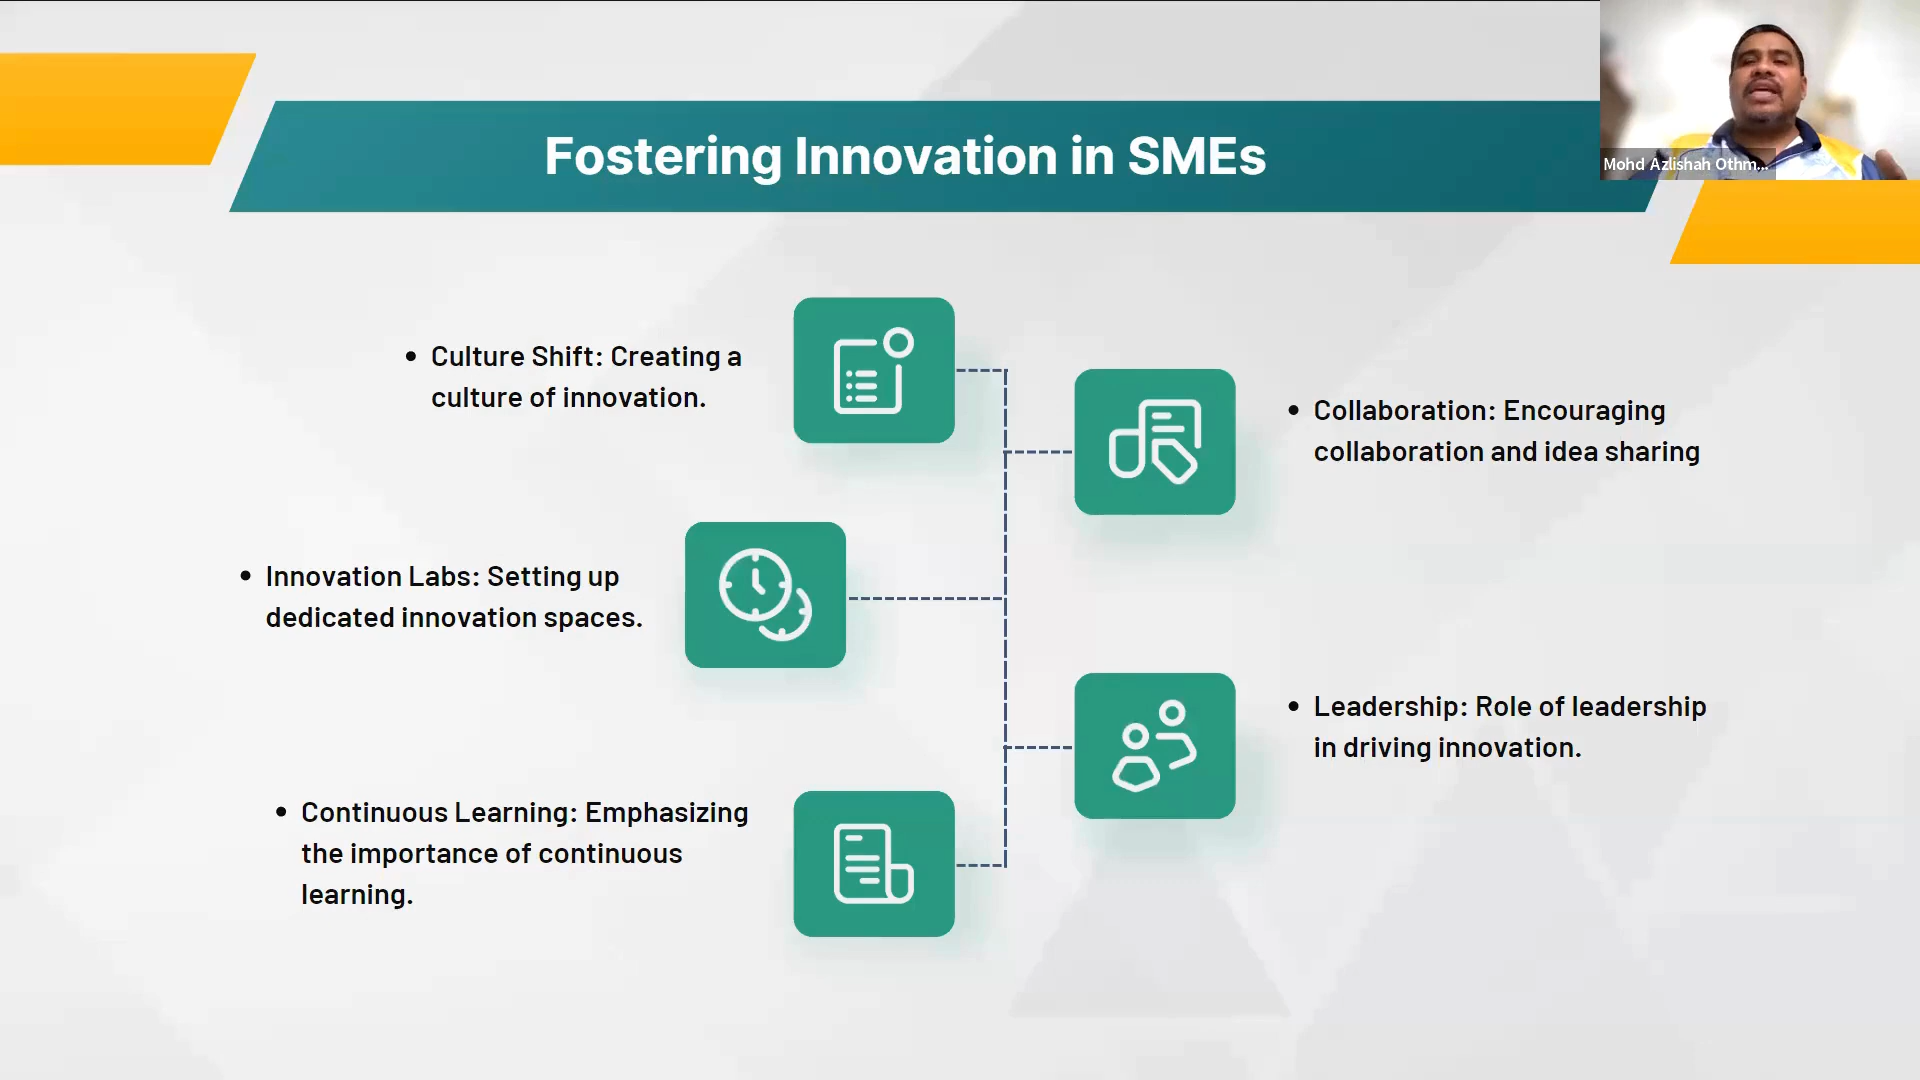 Fostering Innovation in SMEs
Mohd Azlishah Othm...
• Culture Shift: Creating a
culture of innovation.
• Collaboration: Encouraging
collaboration and idea sharing
• Innovation Labs: Setting up
dedicated innovation spaces.
• Leadership: Role of leadership
in driving innovation.
• Continuous Learning: Emphasizing
the importance of continuous
learning.